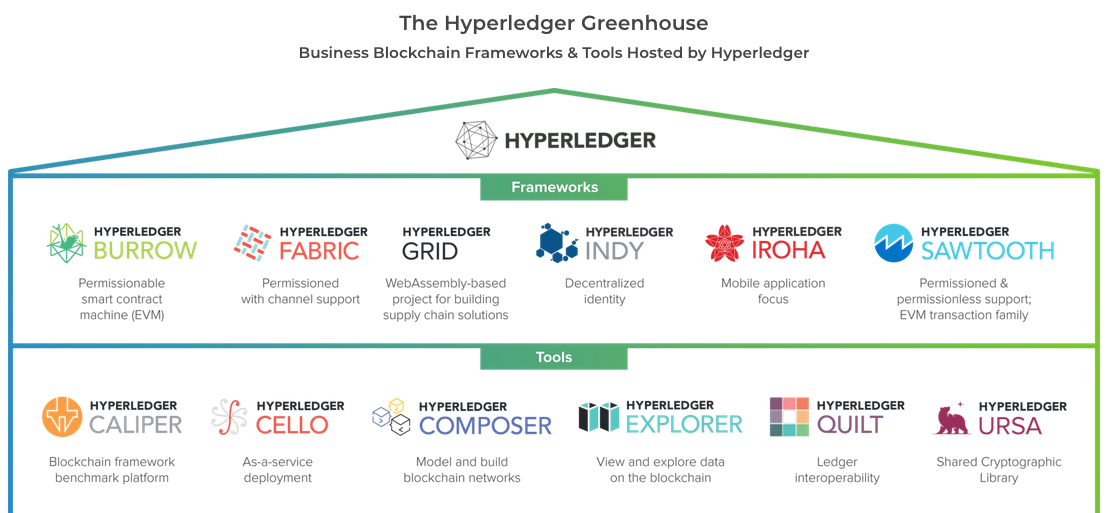 The Hyperledger Greenhouse
Business Blockchain Frameworks & Tools Hosted by Hyperledger
HYPERLEDGER
Frameworks
HYPERLEDGER
BURROW
Permissionable
smart contract
machine (EVM)
HYPERLEDGER
FABRIC
Permissioned
with channel support
HYPERLEDGER
GRID
WebAssembly-based
project for building
supply chain solutions
HYPERLEDGER
INDY
Decentralized
identity
HYPERLEDGER
IROHA
Mobile application
focus
HYPERLEDGER
SAWTOOTH
Permissioned &
permissionless support;
EVM transaction family
Tools
HYPERLEDGER
CALIPER
Blockchain framework
benchmark platform
HYPERLEDGER
CELLO
As-a-service
deployment
HYPERLEDGER
COMPOSER
Model and build
blockchain networks
HYPERLEDGER
EXPLORER
View and explore data
on the blockchain
HYPERLEDGER
QUILT
Ledger
interoperability
HYPERLEDGER
URSA
Shared Cryptographic
Library